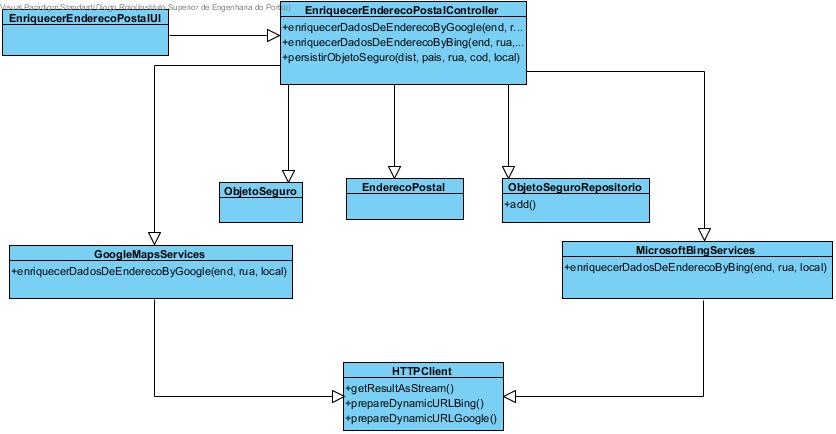 Visual Paradigm Standard(Diogo Rolo(Instituto Superior de Engenharia do Porto))
EnriquecerEnderecoPostalUI
EnriquecerEnderecoPostalController
+enriquecerDadosDeEnderecoByGoogle(end, r...
+enriquecerDadosDeEnderecoByBing(end, rua,...
+persistirObjetoSeguro(dist, pais, rua, cod, local)
ObjetoSeguro
EnderecoPostal
ObjetoSeguroRepositorio
+add()
GoogleMapsServices
+enriquecerDadosDeEnderecoByGoogle(end, rua, local)
MicrosoftBingServices
+enriquecerDadosDeEnderecoByBing(end, rua, local)
HTTPClient
+getResultAsStream()
+prepareDynamicURLBing()
+prepareDynamicURLGoogle()